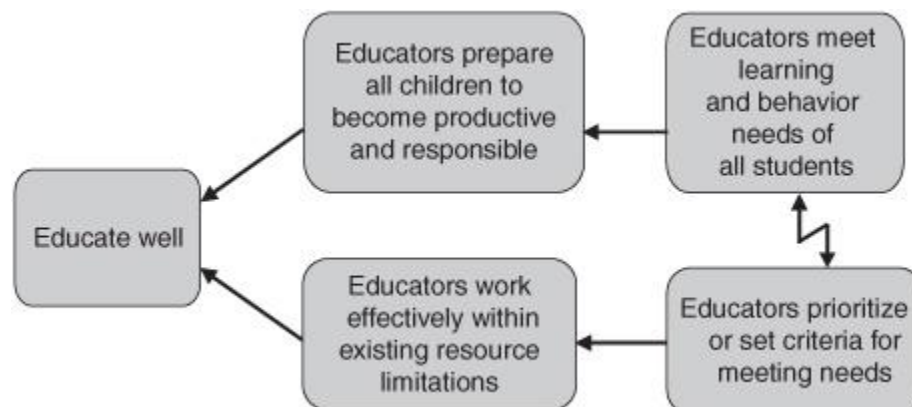 Educators prepare
all children to
become productive
and responsible
Educators meet
learning
and behavior
needs of
all students
Educate well
Educators work
effectively within
existing resource
limitations
Educators prioritize
or set criteria for
meeting needs